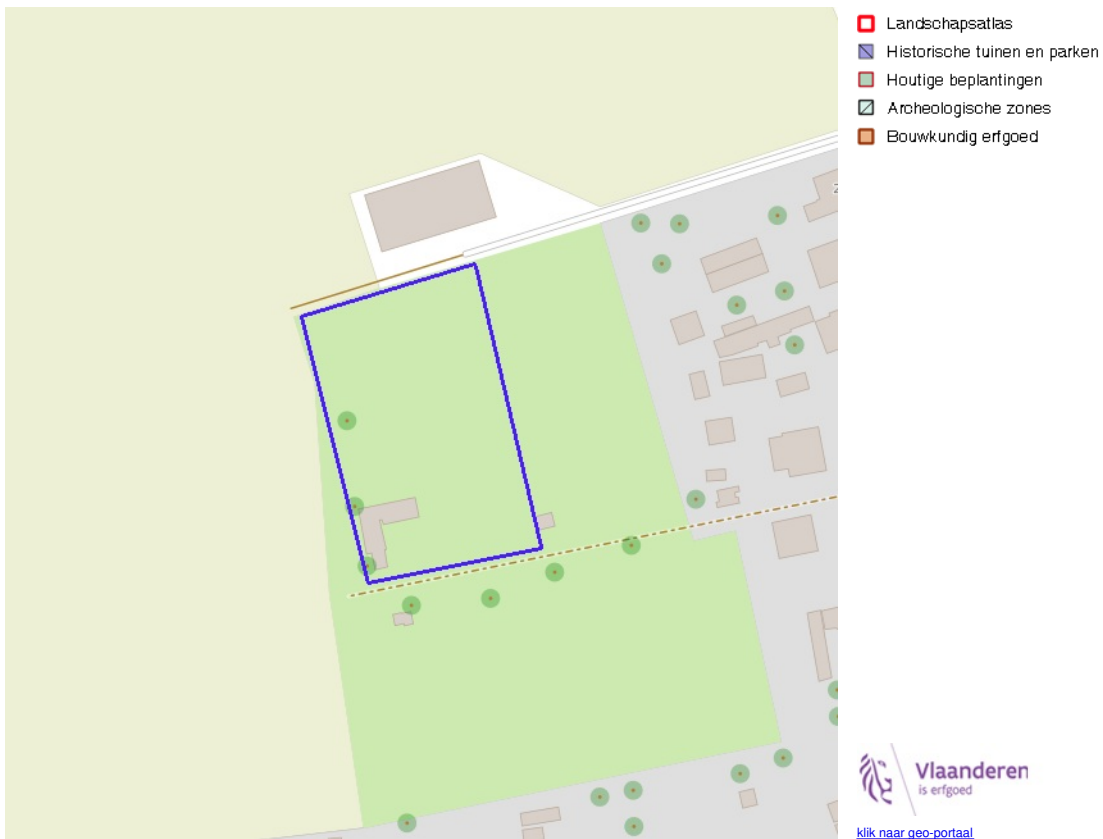 Landschapsatlas
Historische tuinen en parken
Houtige beplantingen
Archeologische zones
Bouwkundig erfgoed
Vlaanderen
is erfgoed
klik naar geo-portaal